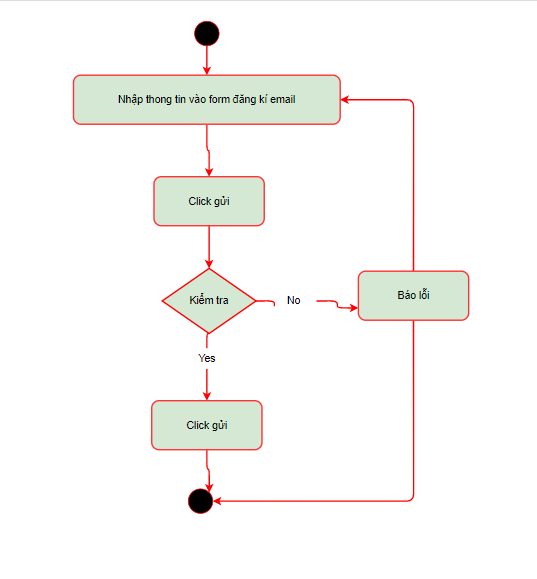 Nhập thong tin vào form đăng kí email
Click gửi
Kiểm tra
No
Báo lỗi
Yes
Click gửi